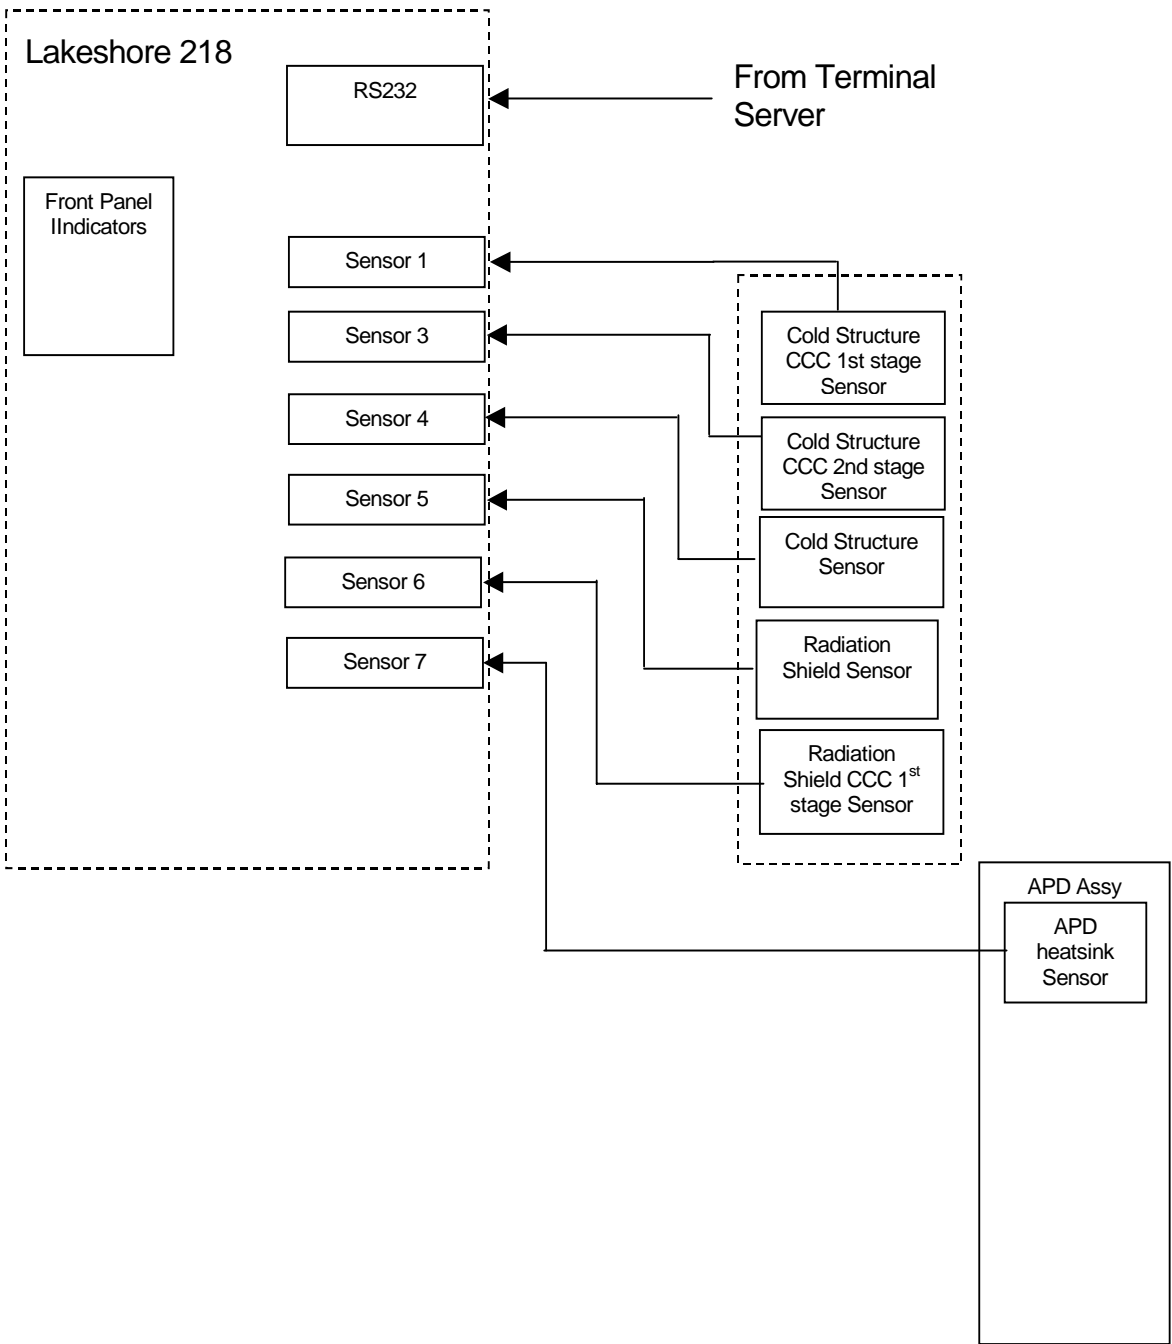 Lakeshore 218
RS232
From Terminal
Server
Front Panel
IIndicators
Sensor 1
Sensor 3
Sensor 4
Sensor 5
Sensor 6
Sensor 7
Cold Structure
CCC 1st stage
Sensor
Cold Structure
CCC 2nd stage
Sensor
Cold Structure
Sensor
Radiation
Shield Sensor
Radiation
Shield CCC 1st
stage Sensor
APD Assy
APD
heatsink
Sensor